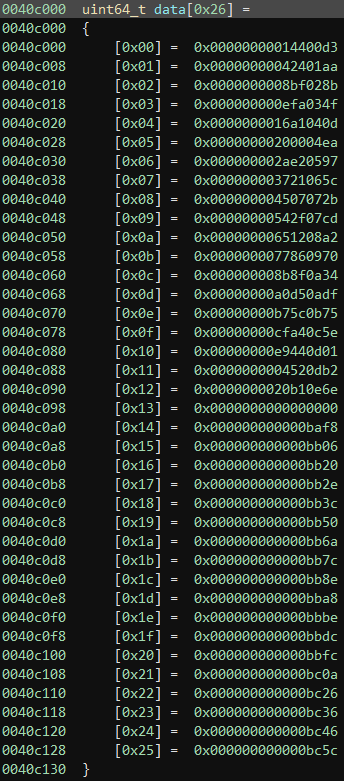 0040c000 uint64_t data[0x26] =
0040c000 {
0040c000 [0x00] = 0x00000000014400d3
0040c008 [0x01] = 0x00000000042401aa
0040c010 [0x02] = 0x0000000008bf028b
0040c018 [0x03] = 0x000000000efa034f
0040c020 [0x04] = 0x0000000016a1040d
0040c028 [0x05] = 0x00000000200004ea
0040c030 [0x06] = 0x000000002ae20597
0040c038 [0x07] = 0x000000003721065c
0040c040 [0x08] = 0x000000004507072b
0040c048 [0x09] = 0x00000000542f07cd
0040c050 [0x0a] = 0x00000000651208a2
0040c058 [0x0b] = 0x0000000077860970
0040c060 [0x0c] = 0x000000008b8f0a34
0040c068 [0x0d] = 0x00000000a0d50adf
0040c070 [0x0e] = 0x00000000b75c0b75
0040c078 [0x0f] = 0x00000000cfa40c5e
0040c080 [0x10] = 0x00000000e9440d01
0040c088 [0x11] = 0x0000000004520db2
0040c090 [0x12] = 0x0000000020b10e6e
0040c098 [0x13] = 0x0000000000000000
0040c0a0 [0x14] = 0x000000000000baf8
0040c0a8 [0x15] = 0x000000000000bb06
0040c0b0 [0x16] = 0x000000000000bb20
0040c0b8 [0x17] = 0x000000000000bb2e
0040c0c0 [0x18] = 0x000000000000bb3c
0040c0c8 [0x19] = 0x000000000000bb50
0040c0d0 [0x1a] = 0x000000000000bb6a
0040c0d8 [0x1b] = 0x000000000000bb7c
0040c0e0 [0x1c] = 0x000000000000bb8e
0040c0e8 [0x1d] = 0x000000000000bba8
0040c0f0 [0x1e] = 0x000000000000bbbe
0040c0f8 [0x1f] = 0x000000000000bbdc
0040c100 [0x20] = 0x000000000000bbfc
0040c108 [0x21] = 0x000000000000bc0a
0040c110 [0x22] = 0x000000000000bc26
0040c118 [0x23] = 0x000000000000bc36
0040c120 [0x24] = 0x000000000000bc46
0040c128 [0x25] = 0x000000000000bc5c
0040c130 }